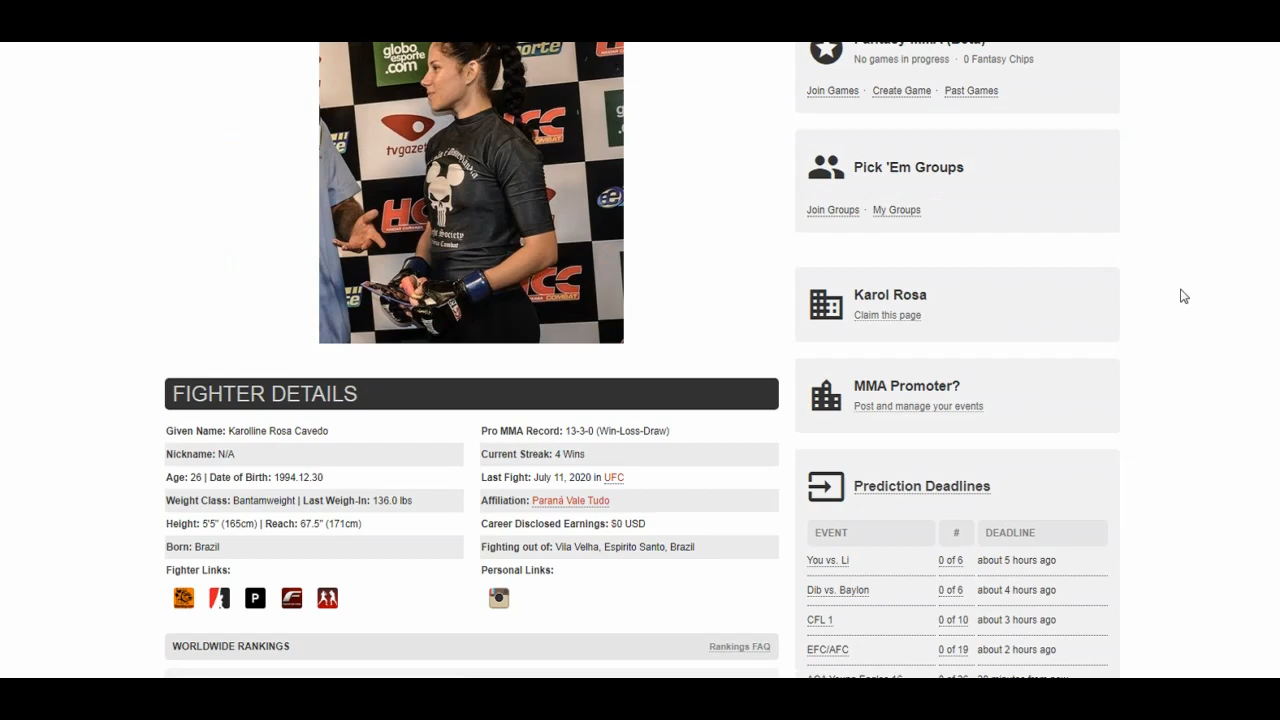 globo
esporte
.com
tvgazet
Fight Society
No games in progress · 0 Fantasy Chips
Join Games · Create Game · Past Games
Pick 'Em Groups
Join Groups · My Groups
Karol Rosa
Claim this page
MMA Promoter?
Post and manage your events
FIGHTER DETAILS
Given Name: Karolline Rosa Cavedo
Nickname: N/A
Age: 26 | Date of Birth: 1994.12.30
Weight Class: Bantamweight | Last Weigh-In: 136.0 lbs
Height: 5'5" (165cm) | Reach: 67.5" (171cm)
Born: Brazil
Fighter Links:
P
Pro MMA Record: 13-3-0 (Win-Loss-Draw)
Current Streak: 4 Wins
Last Fight: July 11, 2020 in UFC
Affiliation: Paraná Vale Tudo
Career Disclosed Earnings: $0 USD
Fighting out of: Vila Velha, Espirito Santo, Brazil
Personal Links:
WORLDWIDE RANKINGS Rankings FAQ
Prediction Deadlines
EVENT # DEADLINE
You vs. Li 0 of 6 about 5 hours ago
Dib vs. Baylon 0 of 6 about 4 hours ago
CFL 1 0 of 10 about 3 hours ago
EFC/AFC 0 of 19 about 2 hours ago